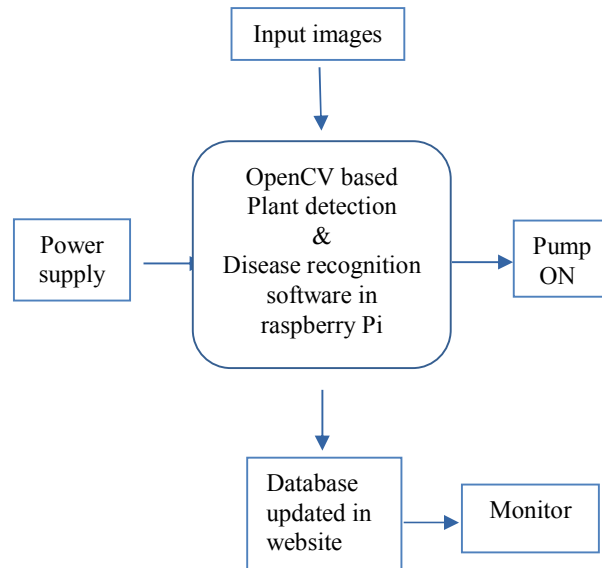 Input images
OpenCV based
Plant detection
&
Disease recognition
software in
raspberry Pi
Power
supply
Pump
ON
Database
updated in
website
Monitor